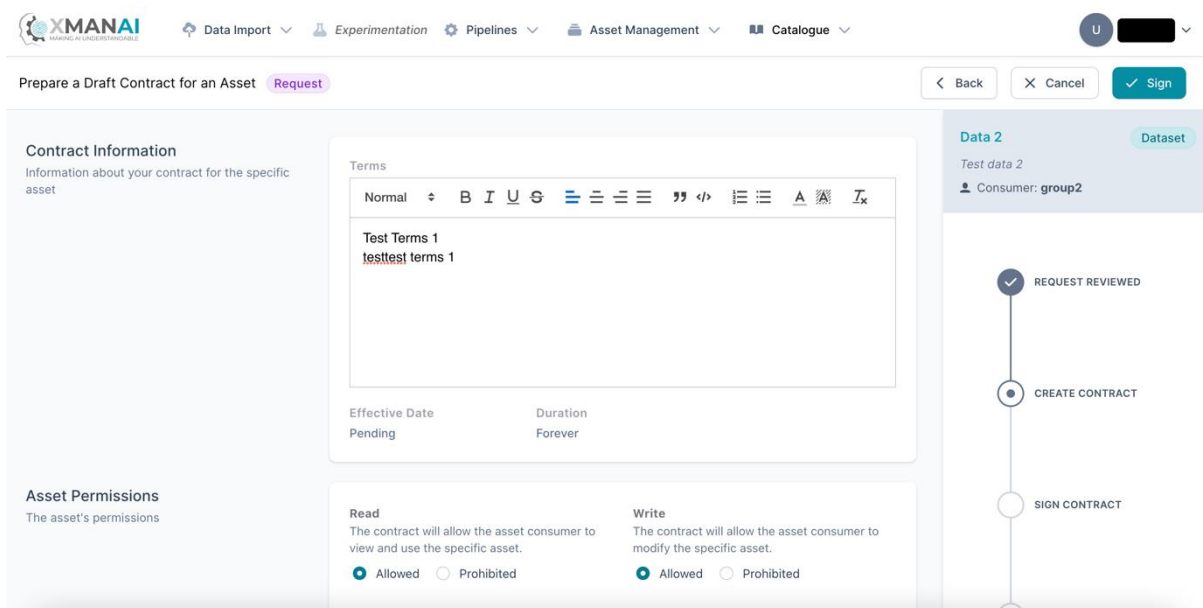 XMANAI
MAKING AI UNDERSTANDABLE
Data Import
Experimentation
Pipelines
Asset Management
Catalogue
U
Prepare a Draft Contract for an Asset
Request
Back
Cancel
Sign
Contract Information
Information about your contract for the specific
asset
Terms
Normal
B I U S
Test Terms 1
testtest terms 1
Effective Date
Duration
Pending
Forever
Asset Permissions
The asset's permissions
Read
The contract will allow the asset consumer to
view and use the specific asset.
Allowed
Prohibited
Write
The contract will allow the asset consumer to
modify the specific asset.
Allowed
Prohibited
Data 2
Dataset
Test data 2
Consumer: group2
REQUEST REVIEWED
CREATE CONTRACT
SIGN CONTRACT